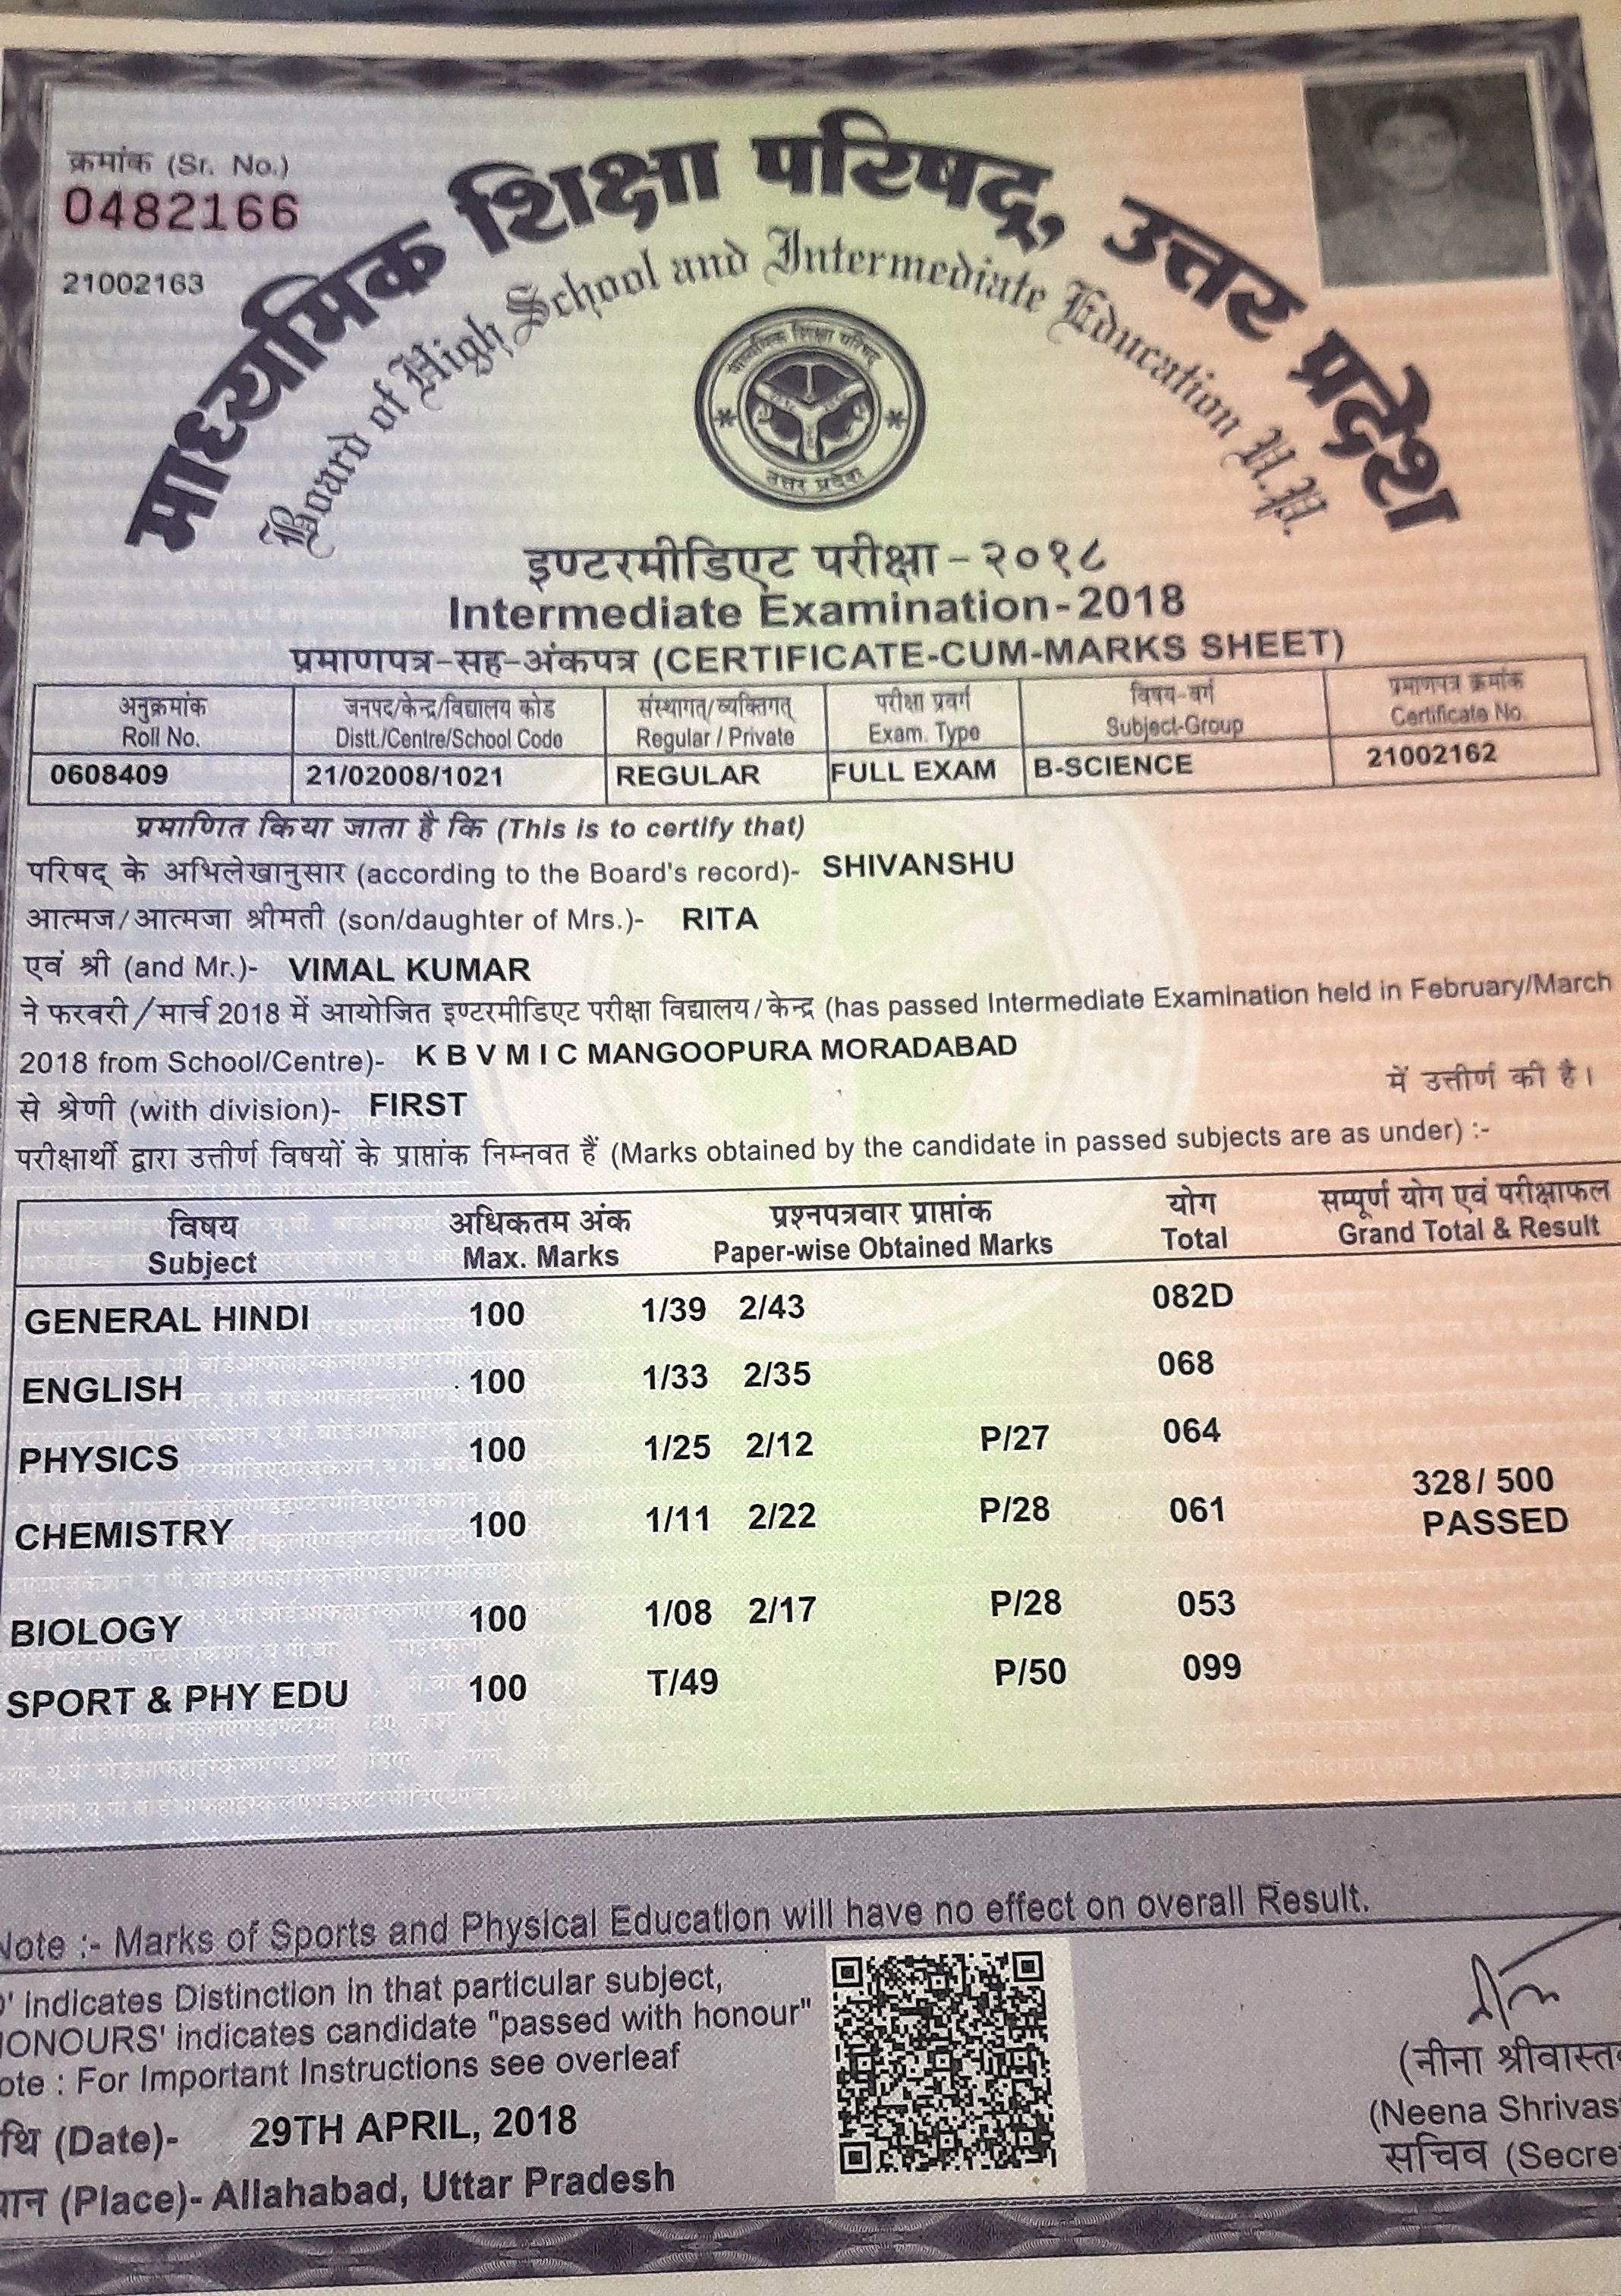 क्रमांक (Sr. No.)
0482166
21002163
माध्यमिक शिक्षा परिषद्, उत्तर प्रदेश
Board of High School and Intermediate Education U.P.
माध्यमिक शिक्षा परिषद्
उत्तर प्रदेश
इण्टरमीडिएट परीक्षा - २०१८
Intermediate Examination-2018
प्रमाणपत्र-सह-अंकपत्र (CERTIFICATE-CUM-MARKS SHEET)
अनुक्रमांक जनपद/केन्द्र/विद्यालय कोड संस्थागत/व्यक्तिगत् परीक्षा प्रवर्ग विषय-वर्ग प्रमाणपत्र क्रमांक
Roll No. Distt./Centre/School Code Regular / Private Exam. Type Subject-Group Certificate No.
0608409 21/02008/1021 REGULAR FULL EXAM B-SCIENCE 21002162
प्रमाणित किया जाता है कि (This is to certify that)
परिषद् के अभिलेखानुसार (according to the Board's record)- SHIVANSHU
आत्मज/आत्मजा श्रीमती (son/daughter of Mrs.)- RITA
एवं श्री (and Mr.)- VIMAL KUMAR
ने फरवरी/मार्च 2018 में आयोजित इण्टरमीडिएट परीक्षा विद्यालय/केन्द्र (has passed Intermediate Examination held in February/March
2018 from School/Centre)- K B V M I C MANGOOPURA MORADABAD
से श्रेणी (with division)- FIRST में उत्तीर्ण की है।
परीक्षार्थी द्वारा उत्तीर्ण विषयों के प्राप्तांक निम्नवत हैं (Marks obtained by the candidate in passed subjects are as under) :-
विषय अधिकतम अंक प्रश्नपत्रवार प्राप्तांक योग सम्पूर्ण योग एवं परीक्षाफल
Subject Max. Marks Paper-wise Obtained Marks Total Grand Total & Result
GENERAL HINDI 100 1/39 2/43 082D
ENGLISH 100 1/33 2/35 068
PHYSICS 100 1/25 2/12 P/27 064
328/ 500
CHEMISTRY 100 1/11 2/22 P/28 061 PASSED
BIOLOGY 100 1/08 2/17 P/28 053
SPORT & PHY EDU 100 T/49 P/50 099
Note :- Marks of Sports and Physical Education will have no effect on overall Result.
D' Indicates Distinction in that particular subject,
HONOURS' indicates candidate "passed with honour"
ote : For Important Instructions see overleaf
थि (Date)- 29TH APRIL, 2018
ान (Place)- Allahabad, Uttar Pradesh
(नीना श्रीवास्त
(Neena Shrivas
सचिव (Secre